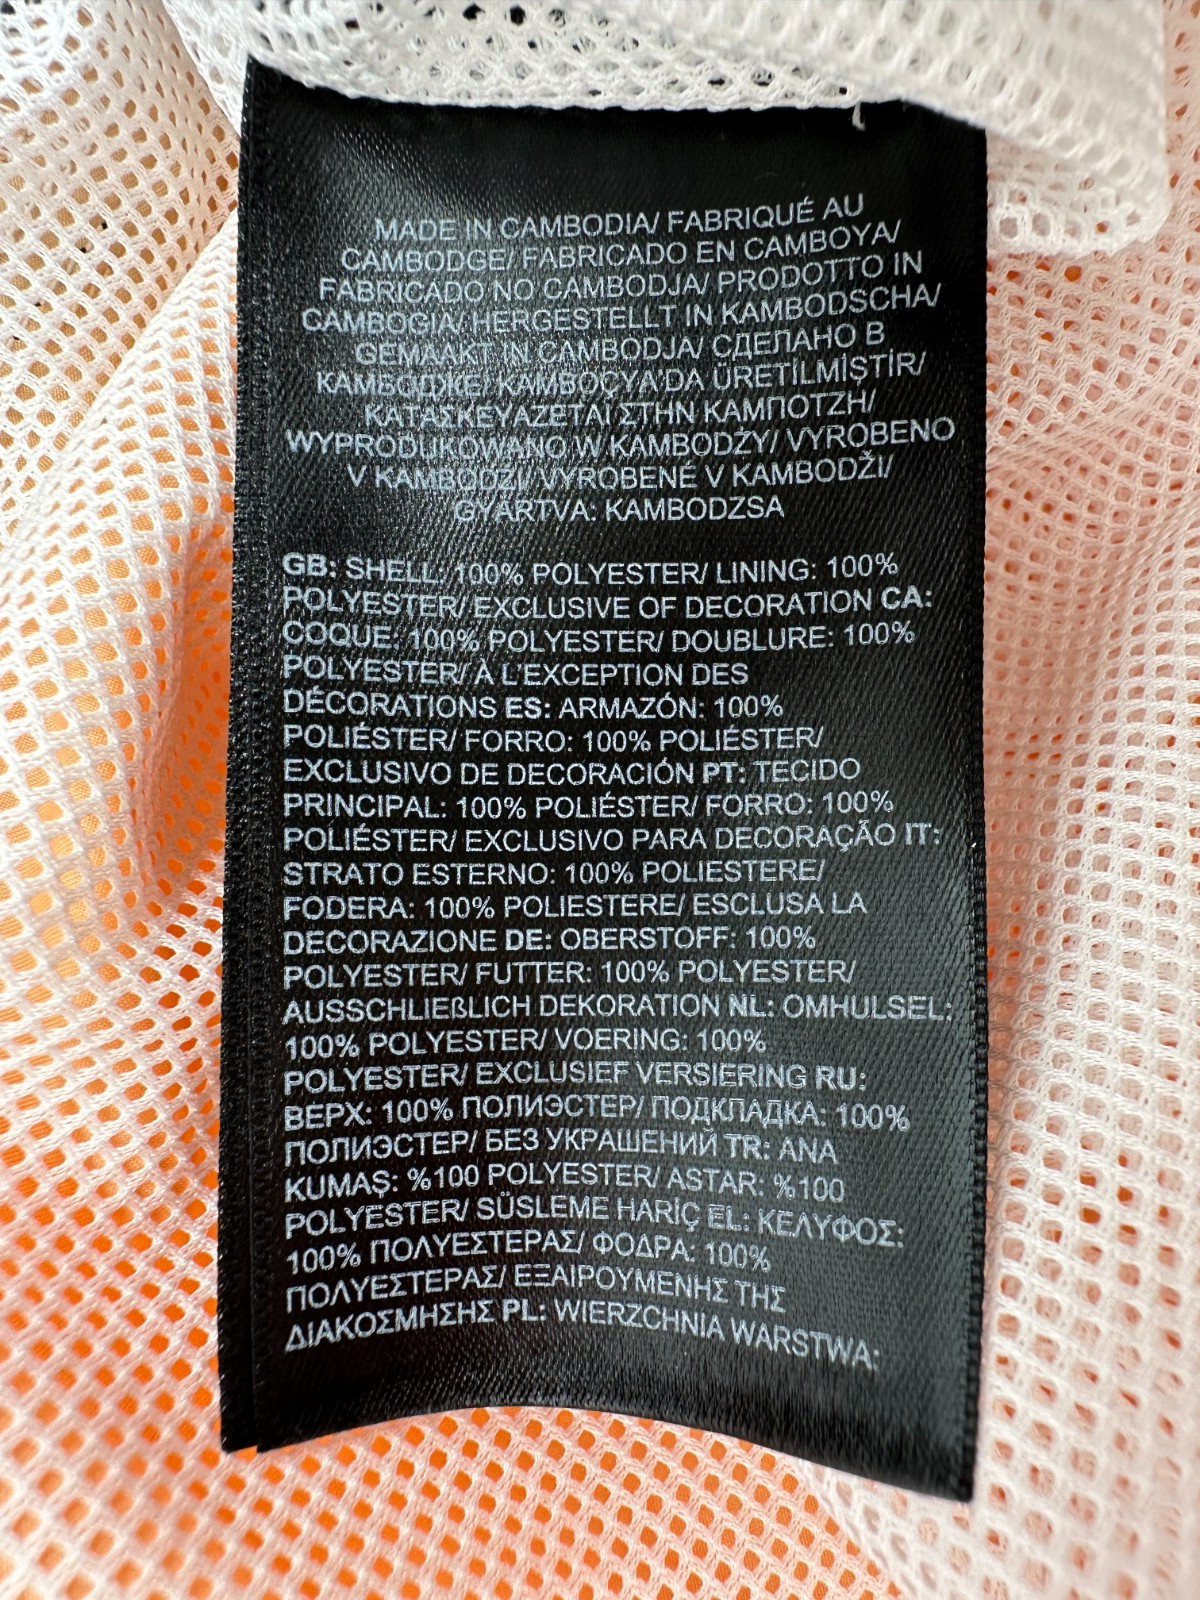 MADE IN CAMBODIA/ FABRIQUÉ AU
CAMBODGE/ FABRICADO EN CAMBOYA/
FABRICADO NO CAMBODJA/ PRODOTTO IN
CAMBOGIA/ HERGESTELLT IN KAMBODSCHA/
GEMAAKT IN CAMBODJA/ СДЕЛАНО В
КАМБОДЖЕ/ KAMBOÇYA'DA ÜRETİLMİŞTİR/
ΚΑΤΑΣΚΕΥΑΖΕΤΑΙ ΣΤΗΝ ΚΑΜΠΟΤΖΗ/
WYPRODUKOWANO W KAMBODŻY/ VYROBENO
V KAMBODŽI/ VYROBENÉ V KAMBODŽI/
GYÁRTVA: KAMBODZSA
GB: SHELL: 100% POLYESTER/ LINING: 100%
POLYESTER/ EXCLUSIVE OF DECORATION CA:
COQUE: 100% POLYESTER/ DOUBLURE: 100%
POLYESTER/ À L'EXCEPTION DES
DÉCORATIONS ES: ARMAZÓN: 100%
POLIÉSTER/ FORRO: 100% POLIÉSTER/
EXCLUSIVO DE DECORACIÓN PT: TECIDO
PRINCIPAL: 100% POLIÉSTER/ FORRO: 100%
POLIÉSTER/ EXCLUSIVO PARA DECORAÇÃO IT:
STRATO ESTERNO: 100% POLIESTERE/
FODERA: 100% POLIESTERE/ ESCLUSA LA
DECORAZIONE DE: OBERSTOFF: 100%
POLYESTER/ FUTTER: 100% POLYESTER/
AUSSCHLIEßLICH DEKORATION NL: OMHULSEL:
100% POLYESTER/ VOERING: 100%
POLYESTER/ EXCLUSIEF VERSIERING RU:
ВЕРХ: 100% ПОЛИЭСТЕР/ ПОДКЛАДКА: 100%
ПОЛИЭСТЕР/ БЕЗ УКРАШЕНИЙ TR: ANA
KUMAŞ: %100 POLYESTER/ ASTAR: %100
POLYESTER/ SÜSLEME HARİÇ EL: ΚΕΛΥΦΟΣ:
100% ΠΟΛΥΕΣΤΕΡΑΣ/ ΦΟΔΡΑ: 100%
ΠΟΛΥΕΣΤΕΡΑΣ/ ΕΞΑΙΡΟΥΜΕΝΗΣ ΤΗΣ
ΔΙΑΚΟΣΜΗΣΗΣ PL: WIERZCHNIA WARSTWA: